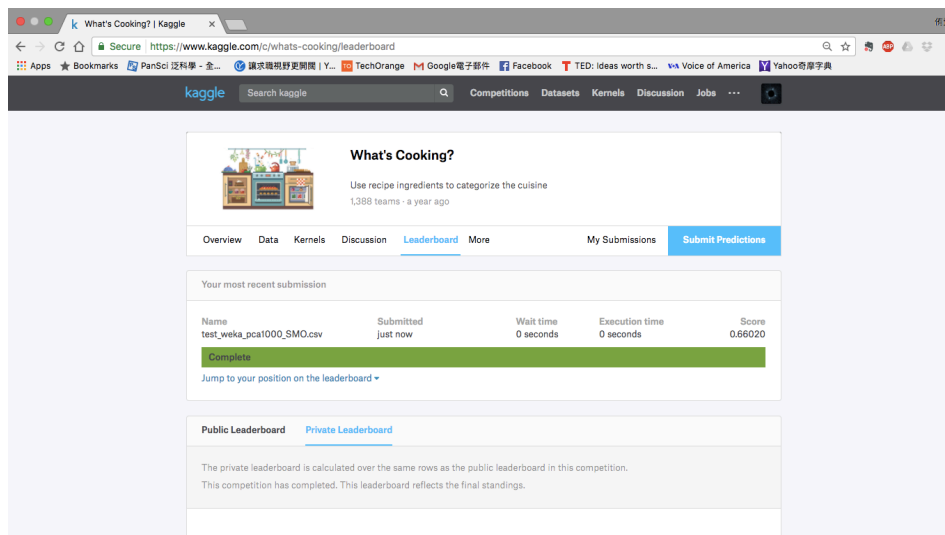 What's Cooking? | Kaggle
Secure https://www.kaggle.com/c/whats-cooking/leaderboard
Apps Bookmarks PanSci 泛科學 - 全... 讓求職視野更開闊 | Y... TechOrange Google電子郵件 Facebook TED: Ideas worth s... Voice of America Yahoo奇摩字典
kaggle Search kaggle Competitions Datasets Kernels Discussion Jobs ...
What's Cooking?
Use recipe ingredients to categorize the cuisine
1,388 teams · a year ago
Overview Data Kernels Discussion Leaderboard More My Submissions Submit Predictions
Your most recent submission
Name Submitted Wait time Execution time Score
test_weka_pca1000_SMO.csv just now 0 seconds 0 seconds 0.66020
Complete
Jump to your position on the leaderboard
Public Leaderboard Private Leaderboard
The private leaderboard is calculated over the same rows as the public leaderboard in this competition.
This competition has completed. This leaderboard reflects the final standings.